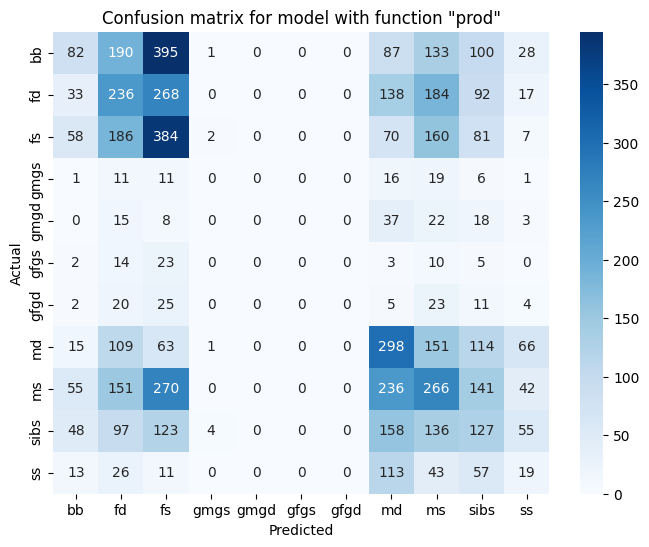 Confusion matrix for model with function "prod"
Actual
bb 82 190 395 1 0 0 0 87 133 100 28
fd 33 236 268 0 0 0 0 138 184 92 17
fs 58 186 384 2 0 0 0 70 160 81 7
gmgs 1 11 11 0 0 0 0 16 19 6 1
gmgd 0 15 8 0 0 0 0 37 22 18 3
gfgs 2 14 23 0 0 0 0 3 10 5 0
gfgd 2 20 25 0 0 0 0 5 23 11 4
md 15 109 63 1 0 0 0 298 151 114 66
ms 55 151 270 0 0 0 0 236 266 141 42
sibs 48 97 123 4 0 0 0 158 136 127 55
ss 13 26 11 0 0 0 0 113 43 57 19
bb fd fs gmgs gmgd gfgs gfgd md ms sibs ss
Predicted
350
300
250
200
150
100
50
0